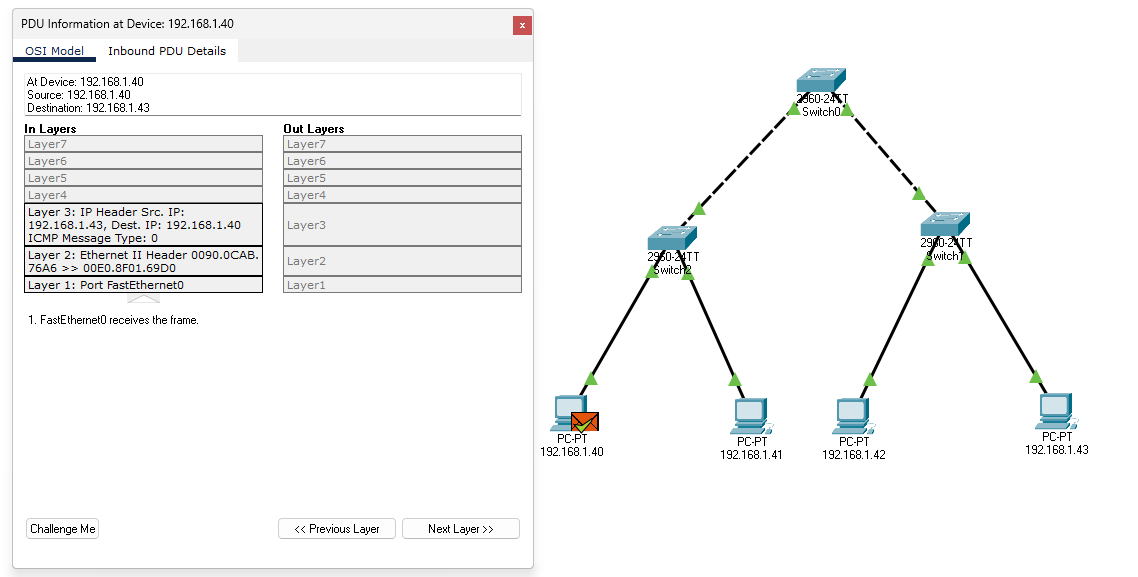 PDU Information at Device: 192.168.1.40
x
OSI Model
Inbound PDU Details
At Device: 192.168.1.40
Source: 192.168.1.40
Destination: 192.168.1.43
In Layers
Layer7
Layer6
Layer5
Layer4
Layer 3: IP Header Src. IP:
192.168.1.43, Dest. IP: 192.168.1.40
ICMP Message Type: 0
Layer 2: Ethernet II Header 0090.0CAB.
76A6 >> 00E0.8F01.69D0
Layer 1: Port FastEthernet0
Out Layers
Layer7
Layer6
Layer5
Layer4
Layer3
Layer2
Layer1
1. FastEthernet0 receives the frame.
Challenge Me
<< Previous Layer
Next Layer >>
2960-24TT
Switch0
2960-24TT
Switch2
2960-24TT
Switch1
PC-PT
192.168.1.40
PC-PT
192.168.1.41
PC-PT
192.168.1.42
PC-PT
192.168.1.43